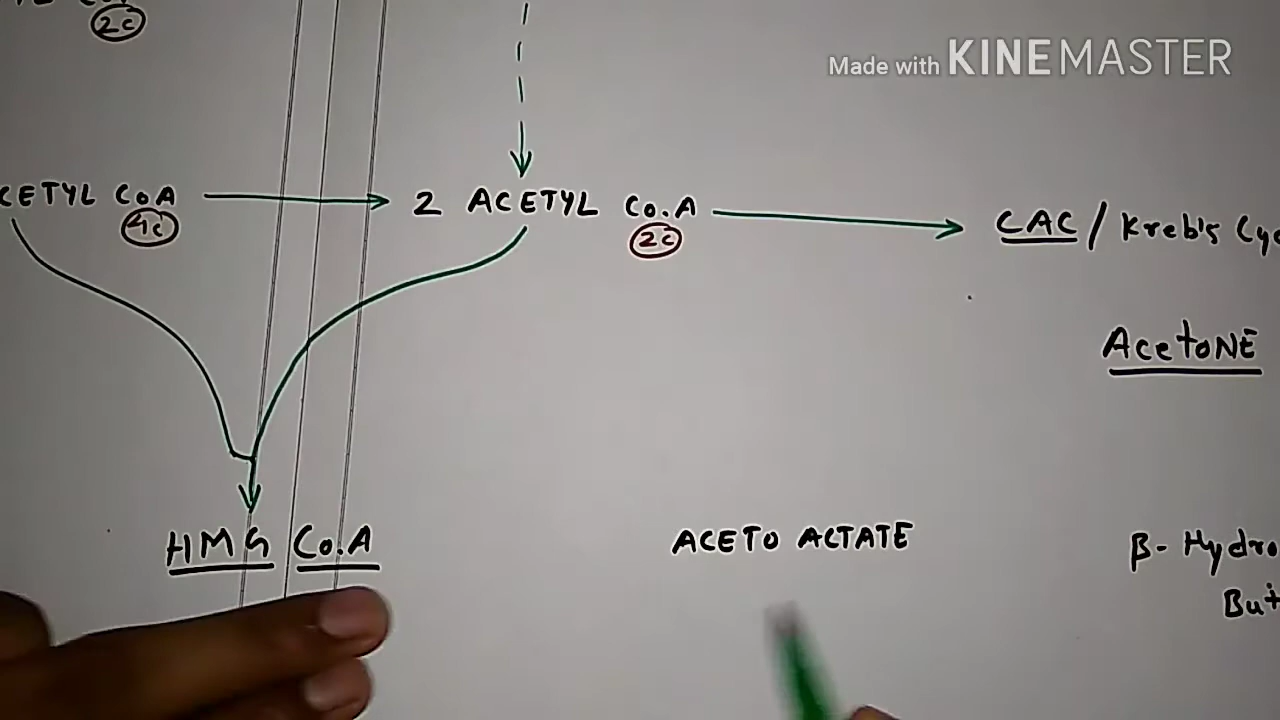 2C
Made with KINEMASTER
CETYL CoA → 2 ACETYL Co.A → CAC / Kreb's Cyc
4C
2C
AcetoNE
HMG Co.A
ACETO ACTATE
β- Hydro
But